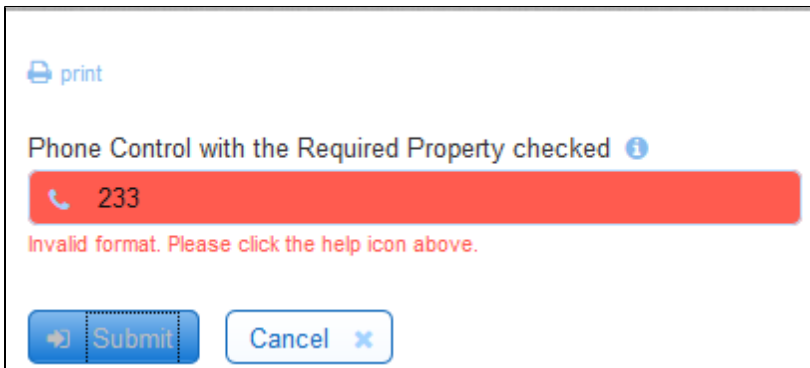 print
Phone Control with the Required Property checked
233
Invalid format. Please click the help icon above.
Submit
Cancel